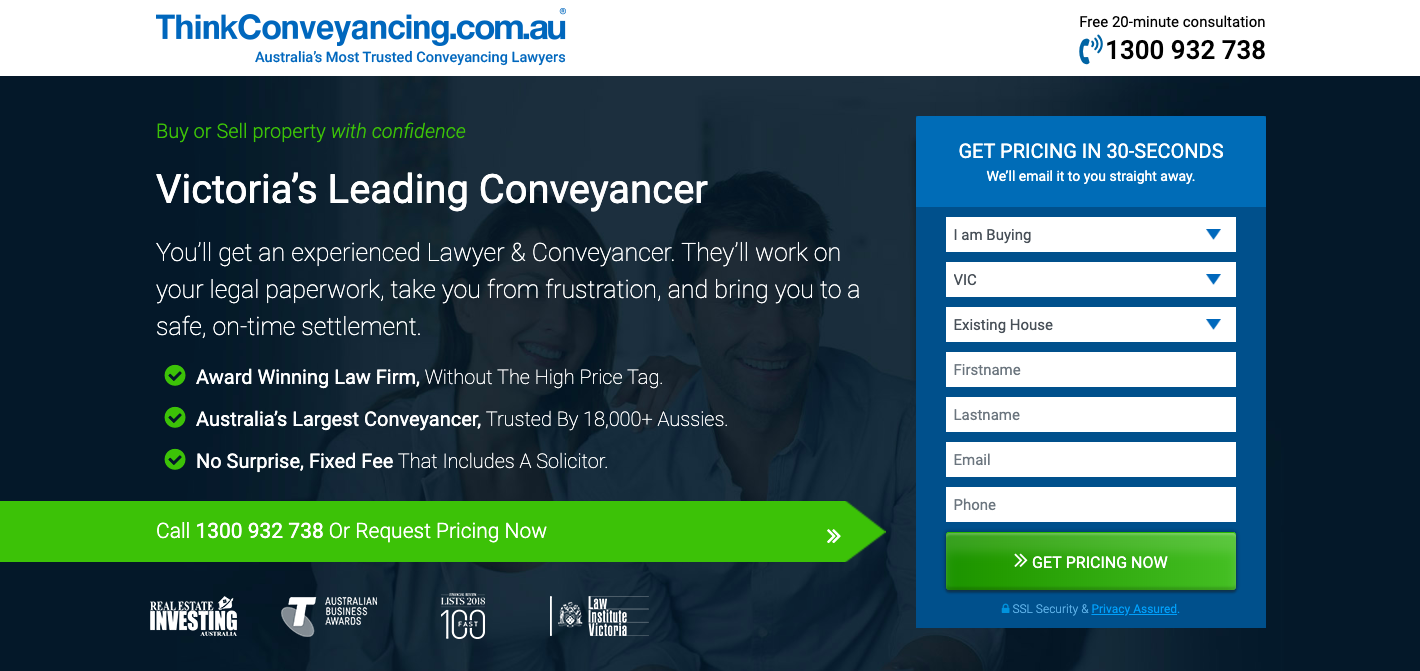 ThinkConveyancing.com.au®
Australia's Most Trusted Conveyancing Lawyers
Free 20-minute consultation
1300 932 738
Buy or Sell property with confidence
Victoria's Leading Conveyancer
You'll get an experienced Lawyer & Conveyancer. They'll work on
your legal paperwork, take you from frustration, and bring you to a
safe, on-time settlement.
Award Winning Law Firm, Without The High Price Tag.
Australia's Largest Conveyancer, Trusted By 18,000+ Aussies.
No Surprise, Fixed Fee That Includes A Solicitor.
Call 1300 932 738 Or Request Pricing Now
REAL ESTATE
INVESTING
AUSTRALIA
T
AUSTRALIAN
BUSINESS
AWARDS
FINANCIAL REVIEW
LISTS 2018
100
FAST
Law
Institute
Victoria
GET PRICING IN 30-SECONDS
We'll email it to you straight away.
I am Buying
VIC
Existing House
Firstname
Lastname
Email
Phone
GET PRICING NOW
SSL Security & Privacy Assured.